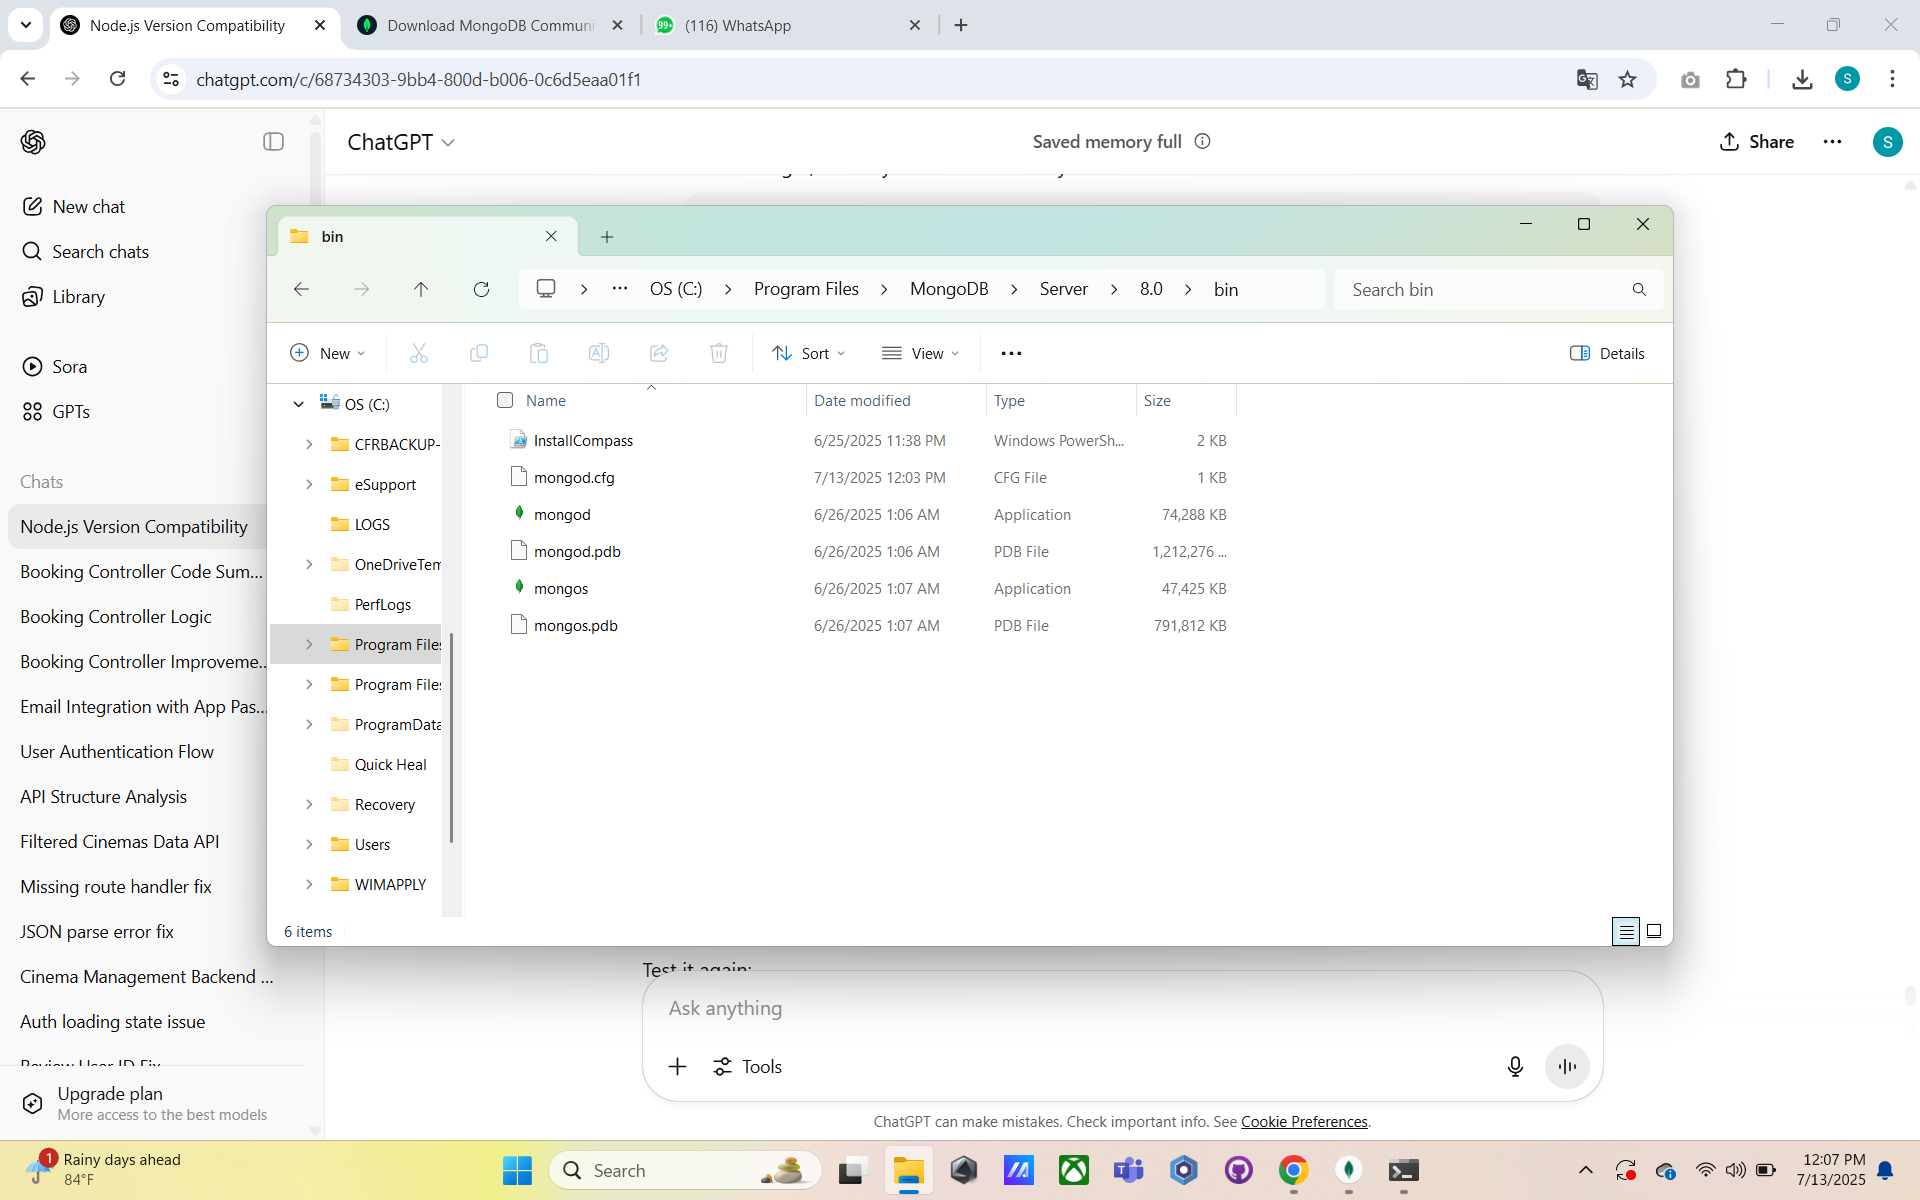 Node.js Version Compatibility
Download MongoDB Communi
99+
(116) WhatsApp
chatgpt.com/c/68734303-9bb4-800d-b006-0c6d5eaa01f1
S
ChatGPT
Saved memory full
Share
S
New chat
Search chats
Library
Sora
GPTs
Chats
Node.js Version Compatibility
Booking Controller Code Sum...
Booking Controller Logic
Booking Controller Improveme...
Email Integration with App Pas...
User Authentication Flow
API Structure Analysis
Filtered Cinemas Data API
Missing route handler fix
JSON parse error fix
Cinema Management Backend ...
Auth loading state issue
Review User ID Fix
Upgrade plan
More access to the best models
bin
OS (C:) > Program Files > MongoDB > Server > 8.0 > bin
Search bin
New
Sort
View
Details
OS (C:)
CFRBACKUP-
eSupport
LOGS
OneDriveTem
PerfLogs
Program Files
Program Files
ProgramData
Quick Heal
Recovery
Users
WIMAPPLY
Name Date modified Type Size
InstallCompass 6/25/2025 11:38 PM Windows PowerSh... 2 KB
mongod.cfg 7/13/2025 12:03 PM CFG File 1 KB
mongod 6/26/2025 1:06 AM Application 74,288 KB
mongod.pdb 6/26/2025 1:06 AM PDB File 1,212,276 ...
mongos 6/26/2025 1:07 AM Application 47,425 KB
mongos.pdb 6/26/2025 1:07 AM PDB File 791,812 KB
6 items
Test it again:
Ask anything
Tools
ChatGPT can make mistakes. Check important info. See Cookie Preferences.
1
Rainy days ahead
84°F
Search
12:07 PM
7/13/2025